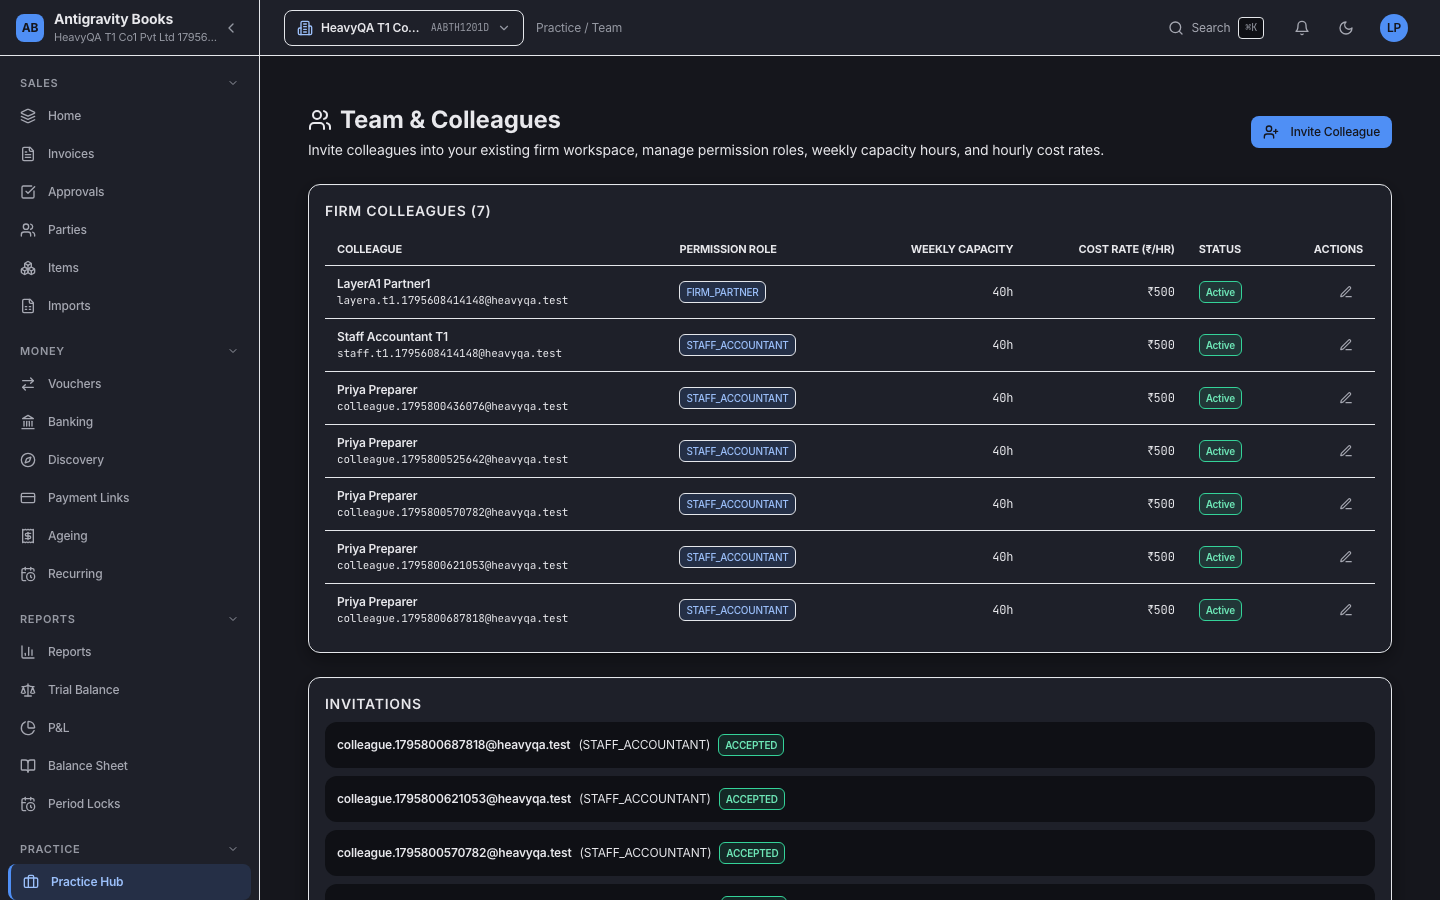 AB
Antigravity Books
HeavyQA T1 Co1 Pvt Ltd 17956...
HeavyQA T1 Co...
AABTH1201D
Practice / Team
Search
⌘K
LP
SALES
Home
Invoices
Approvals
Parties
Items
Imports
MONEY
Vouchers
Banking
Discovery
Payment Links
Ageing
Recurring
REPORTS
Reports
Trial Balance
P&L
Balance Sheet
Period Locks
PRACTICE
Practice Hub
Team & Colleagues
Invite colleagues into your existing firm workspace, manage permission roles, weekly capacity hours, and hourly cost rates.
Invite Colleague
FIRM COLLEAGUES (7)
COLLEAGUE PERMISSION ROLE WEEKLY CAPACITY COST RATE (₹/HR) STATUS ACTIONS
LayerA1 Partner1
layera.t1.1795608414148@heavyqa.test
FIRM_PARTNER 40h ₹500 Active
Staff Accountant T1
staff.t1.1795608414148@heavyqa.test
STAFF_ACCOUNTANT 40h ₹500 Active
Priya Preparer
colleague.1795800436076@heavyqa.test
STAFF_ACCOUNTANT 40h ₹500 Active
Priya Preparer
colleague.1795800525642@heavyqa.test
STAFF_ACCOUNTANT 40h ₹500 Active
Priya Preparer
colleague.1795800570782@heavyqa.test
STAFF_ACCOUNTANT 40h ₹500 Active
Priya Preparer
colleague.1795800621053@heavyqa.test
STAFF_ACCOUNTANT 40h ₹500 Active
Priya Preparer
colleague.1795800687818@heavyqa.test
STAFF_ACCOUNTANT 40h ₹500 Active
INVITATIONS
colleague.1795800687818@heavyqa.test (STAFF_ACCOUNTANT) ACCEPTED
colleague.1795800621053@heavyqa.test (STAFF_ACCOUNTANT) ACCEPTED
colleague.1795800570782@heavyqa.test (STAFF_ACCOUNTANT) ACCEPTED